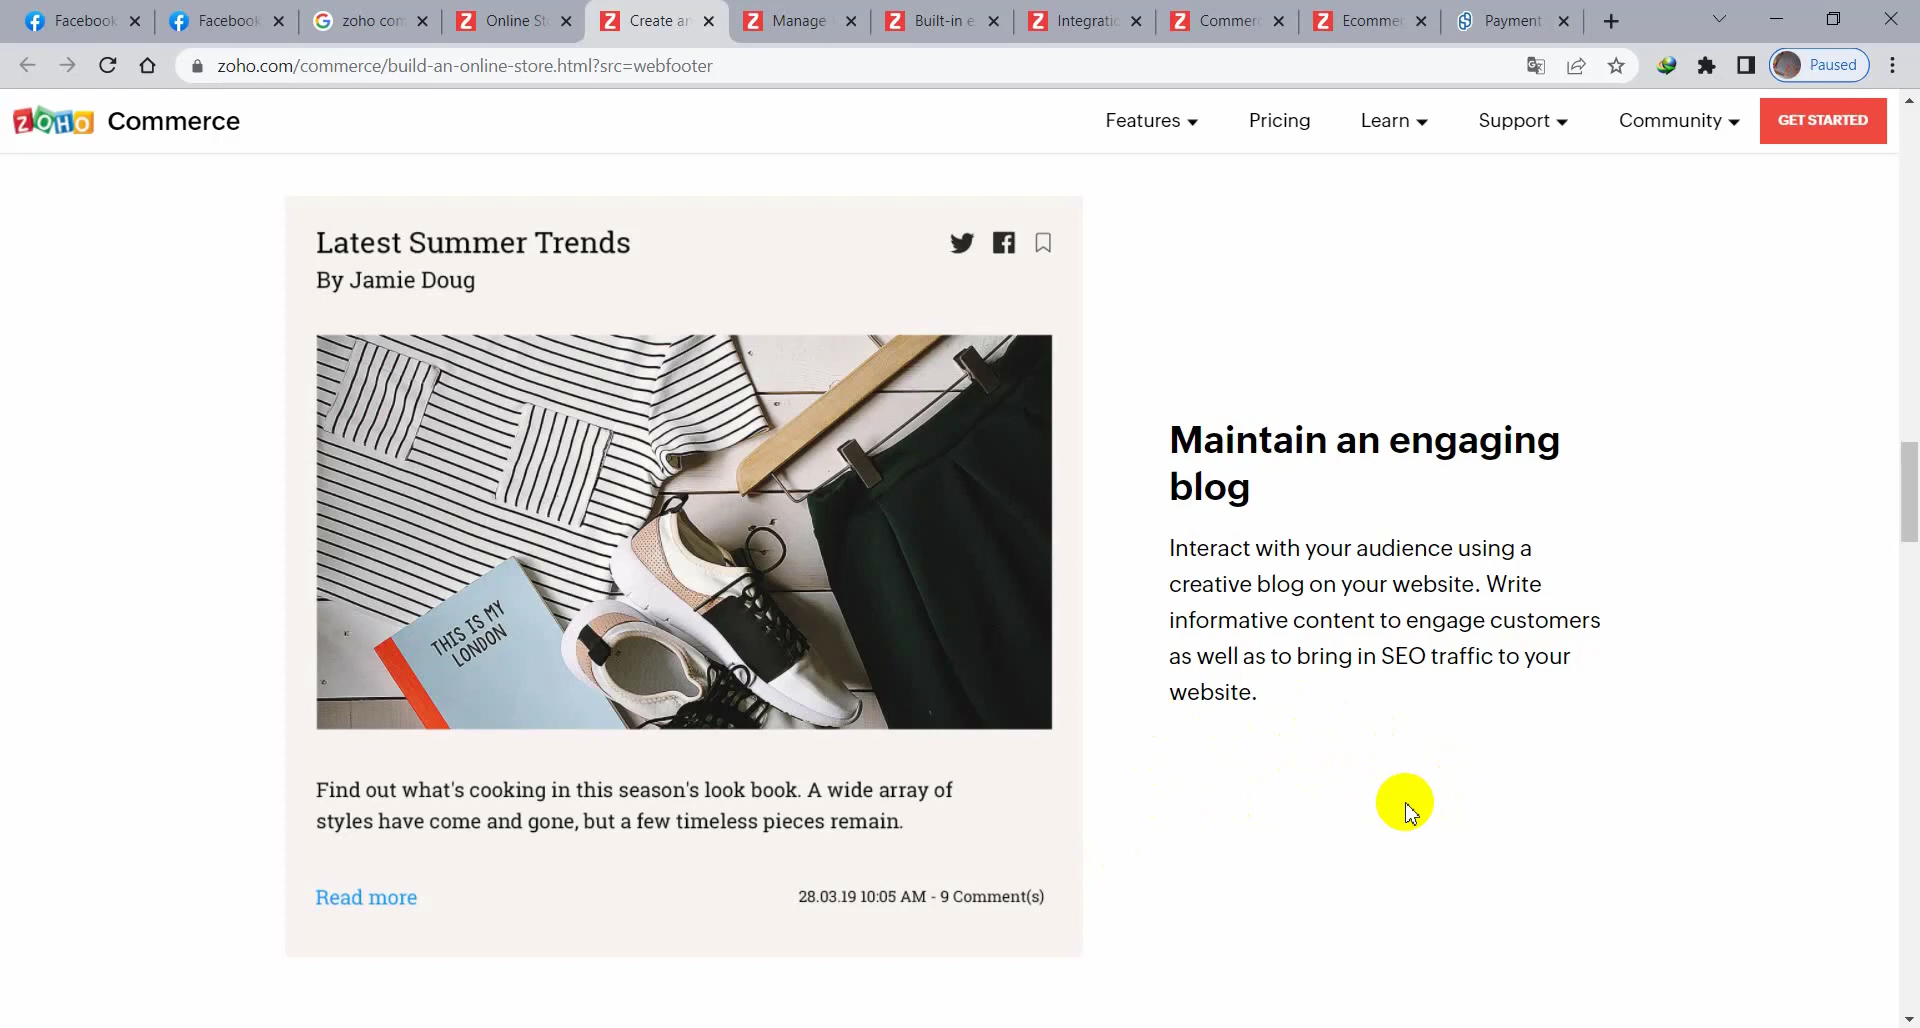 Facebook
Facebook
zoho com
Online Sto
Create an
Manage
Built-in e
Integratio
Commerc
Ecommer
Payment
zoho.com/commerce/build-an-online-store.html?src=webfooter
Paused
ZOHO Commerce
Features
Pricing
Learn
Support
Community
GET STARTED
Latest Summer Trends
By Jamie Doug
THIS IS MY
LONDON
Find out what's cooking in this season's look book. A wide array of
styles have come and gone, but a few timeless pieces remain.
Read more
28.03.19 10:05 AM - 9 Comment(s)
Maintain an engaging
blog
Interact with your audience using a
creative blog on your website. Write
informative content to engage customers
as well as to bring in SEO traffic to your
website.